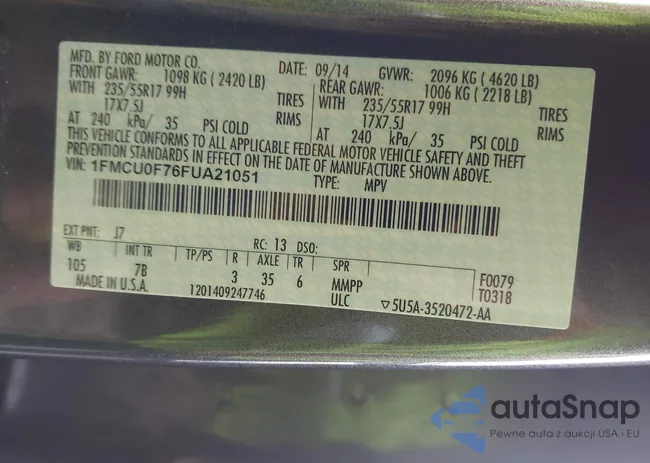 MFD. BY FORD MOTOR CO.
DATE: 09/14 GVWR: 2096 KG ( 4620 LB)
FRONT GAWR: 1098 KG ( 2420 LB)
REAR GAWR: 1006 KG ( 2218 LB)
WITH 235/55R17 99H TIRES
WITH 235/55R17 99H TIRES
17X7.5J RIMS
17X7.5J RIMS
AT 240 kPa/ 35 PSI COLD
AT 240 kPa/ 35 PSI COLD
THIS VEHICLE CONFORMS TO ALL APPLICABLE FEDERAL MOTOR VEHICLE SAFETY AND THEFT
PREVENTION STANDARDS IN EFFECT ON THE DATE OF MANUFACTURE SHOWN ABOVE.
VIN: 1FMCU0F76FUA21051
TYPE: MPV
EXT PNT: J7 RC: 13 DSO:
WB INT TR TP/PS R AXLE TR SPR
105 7B 3 35 6 MMPP
F0079
T0318
MADE IN U.S.A.
1201409247746
ULC
5U5A-3520472-AA
autaSnap
Pewne auta z aukcji USA i EU